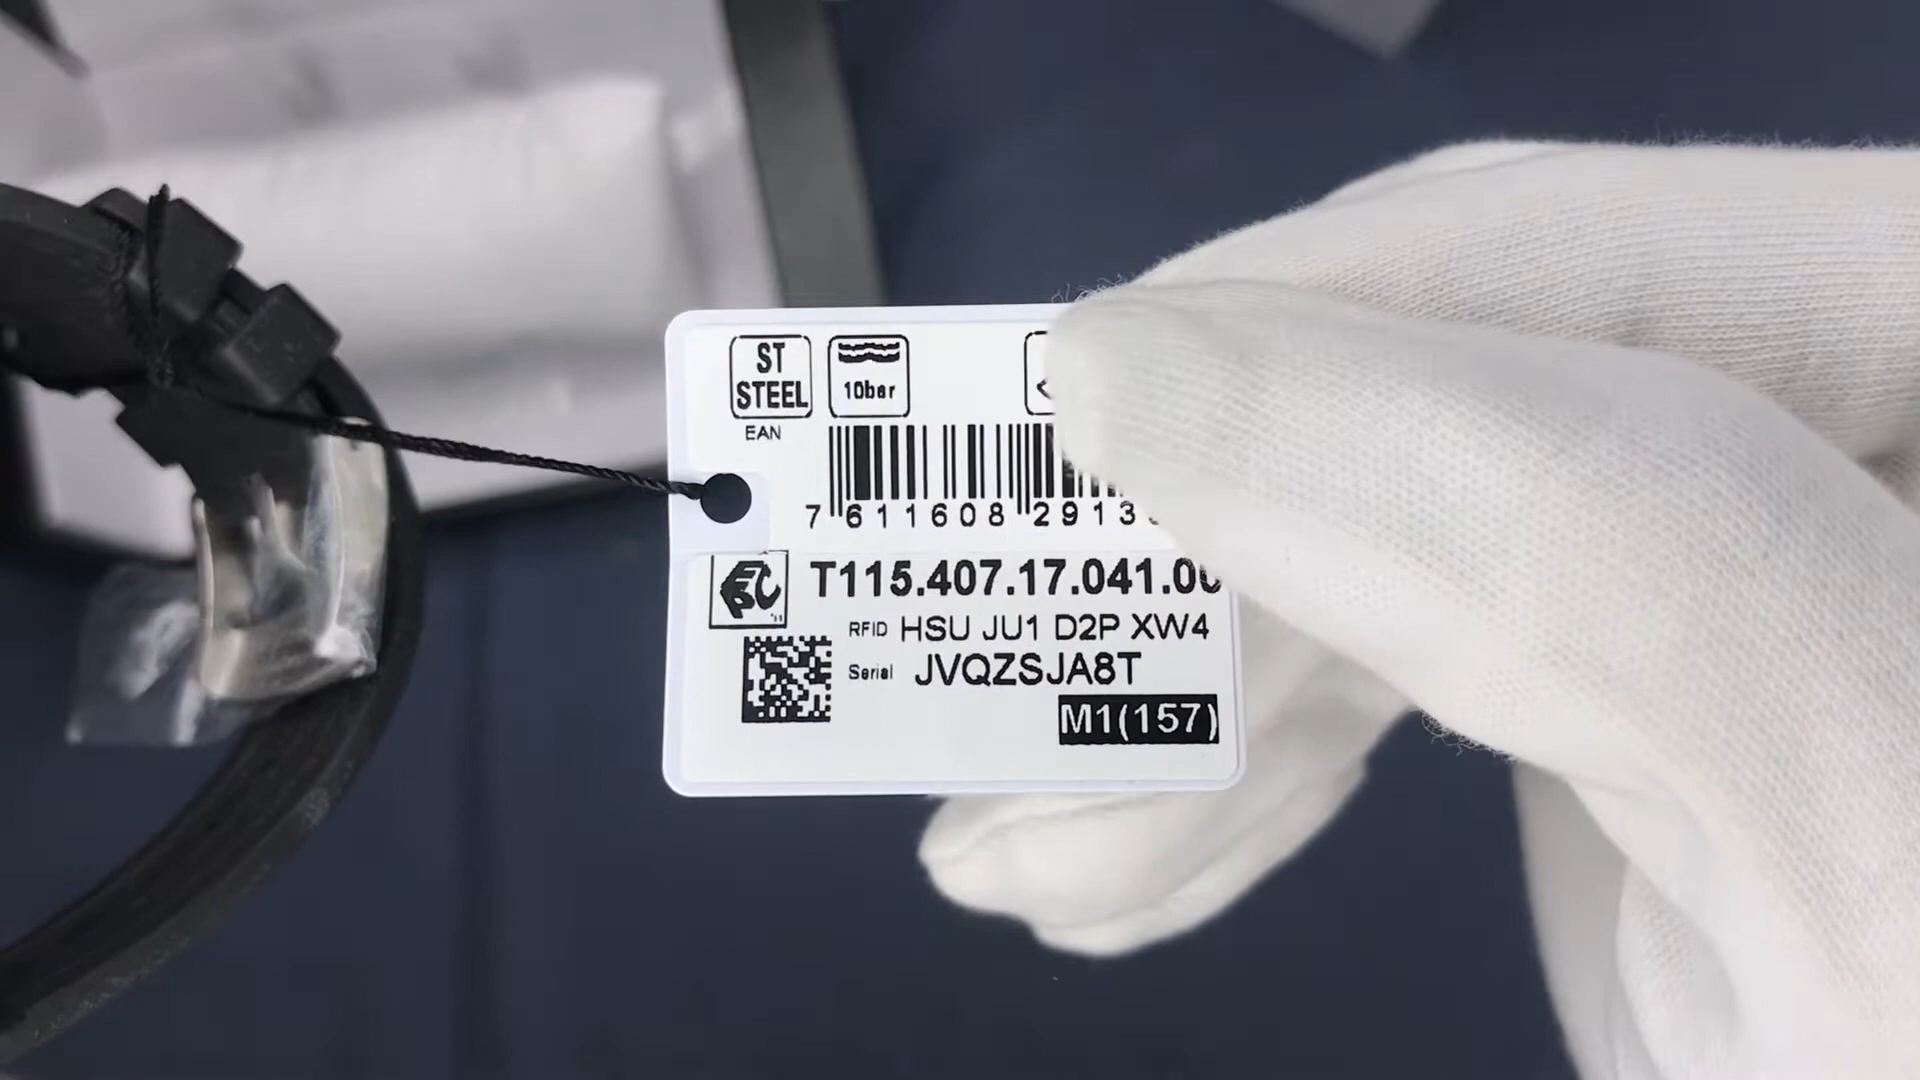 ST
STEEL
10bar
EAN
7 611608 2913
T115.407.17.041.00
RFID HSU JU1 D2P XW4
Serial JVQZSJA8T
M1(157)